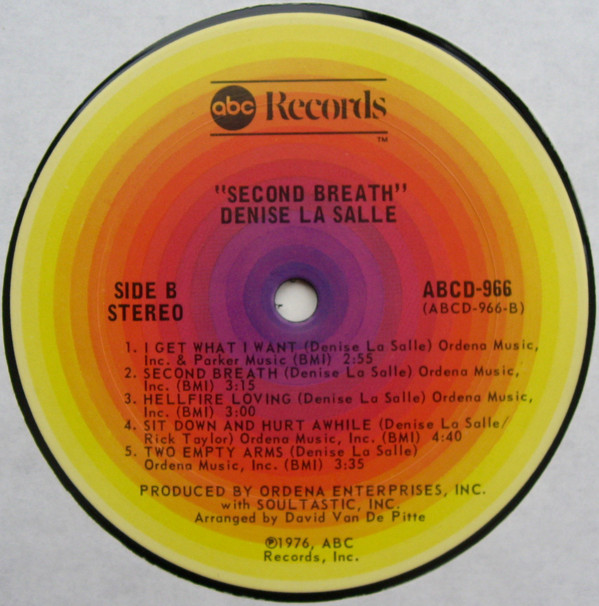 abc Records
TM
"SECOND BREATH"
DENISE LA SALLE
SIDE B
STEREO
ABCD-966
(ABCD-966-B)
1. I GET WHAT I WANT (Denise La Salle) Ordena Music,
Inc. & Parker Music (BMI) 2:55
2. SECOND BREATH (Denise La Salle) Ordena Music, Inc.
(BMI) 3:15
3. HELLFIRE LOVING (Denise La Salle) Ordena Music,
Inc. (BMI) 3:00
4. SIT DOWN AND HURT AWHILE (Denise La Salle/
Rick Taylor) Ordena Music, Inc. (BMI) 4:40
5. TWO EMPTY ARMS (Denise La Salle)
Ordena Music, Inc. (BMI) 3:35
PRODUCED BY ORDENA ENTERPRISES, INC.
with SOULTASTIC, INC.
Arranged by David Van De Pitte
℗1976, ABC
Records, Inc.